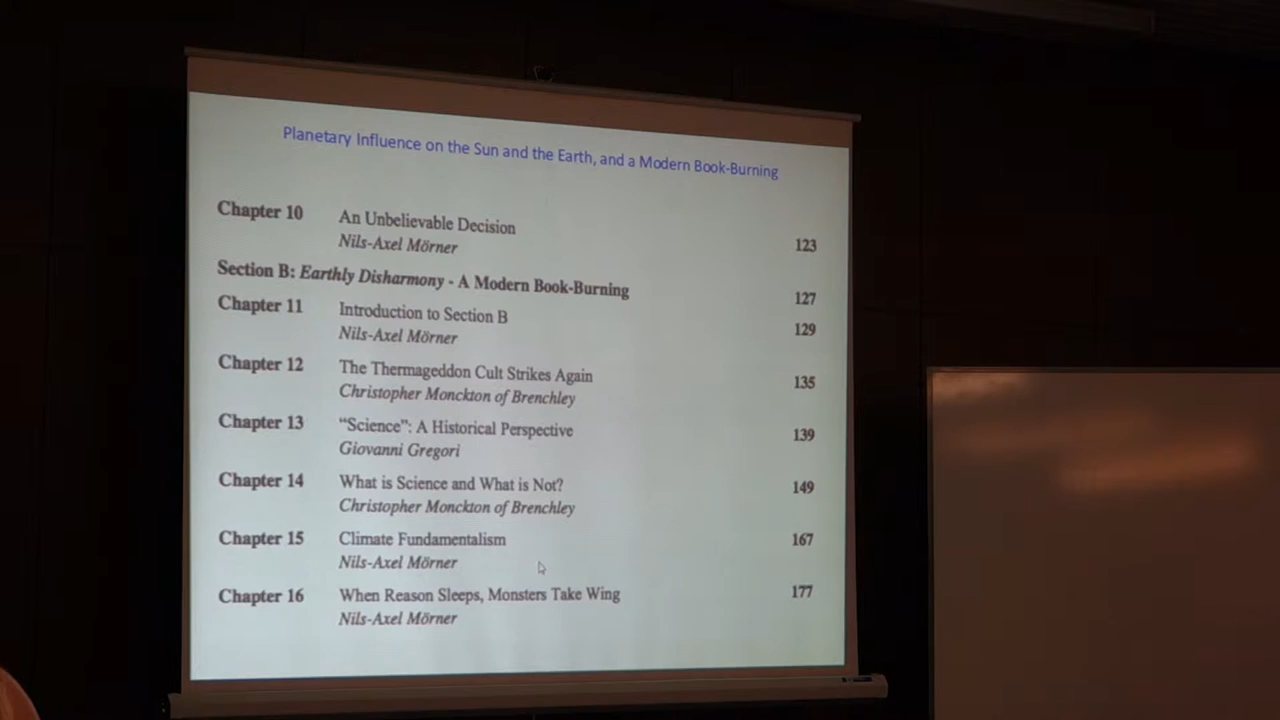 Planetary Influence on the Sun and the Earth, and a Modern Book-Burning
Chapter 10 An Unbelievable Decision 123
Nils-Axel Mörner
Section B: Earthly Disharmony - A Modern Book-Burning 127
Chapter 11 Introduction to Section B 129
Nils-Axel Mörner
Chapter 12 The Thermageddon Cult Strikes Again 135
Christopher Monckton of Brenchley
Chapter 13 “Science”: A Historical Perspective 139
Giovanni Gregori
Chapter 14 What is Science and What is Not? 149
Christopher Monckton of Brenchley
Chapter 15 Climate Fundamentalism 167
Nils-Axel Mörner
Chapter 16 When Reason Sleeps, Monsters Take Wing 177
Nils-Axel Mörner